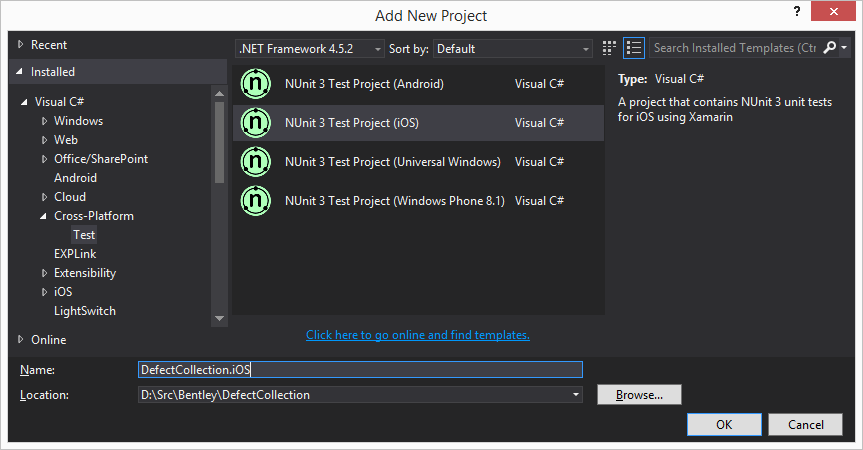 Add New Project
?
Recent
Installed
Visual C#
Windows
Web
Office/SharePoint
Android
Cloud
Cross-Platform
Test
EXPLink
Extensibility
iOS
LightSwitch
Online
.NET Framework 4.5.2 Sort by: Default
Search Installed Templates (Ctr
NUnit 3 Test Project (Android) Visual C#
NUnit 3 Test Project (iOS) Visual C#
NUnit 3 Test Project (Universal Windows) Visual C#
NUnit 3 Test Project (Windows Phone 8.1) Visual C#
Click here to go online and find templates.
Type: Visual C#
A project that contains NUnit 3 unit tests
for iOS using Xamarin
Name: DefectCollection.iOS
Location: D:\Src\Bentley\DefectCollection
Browse...
OK Cancel